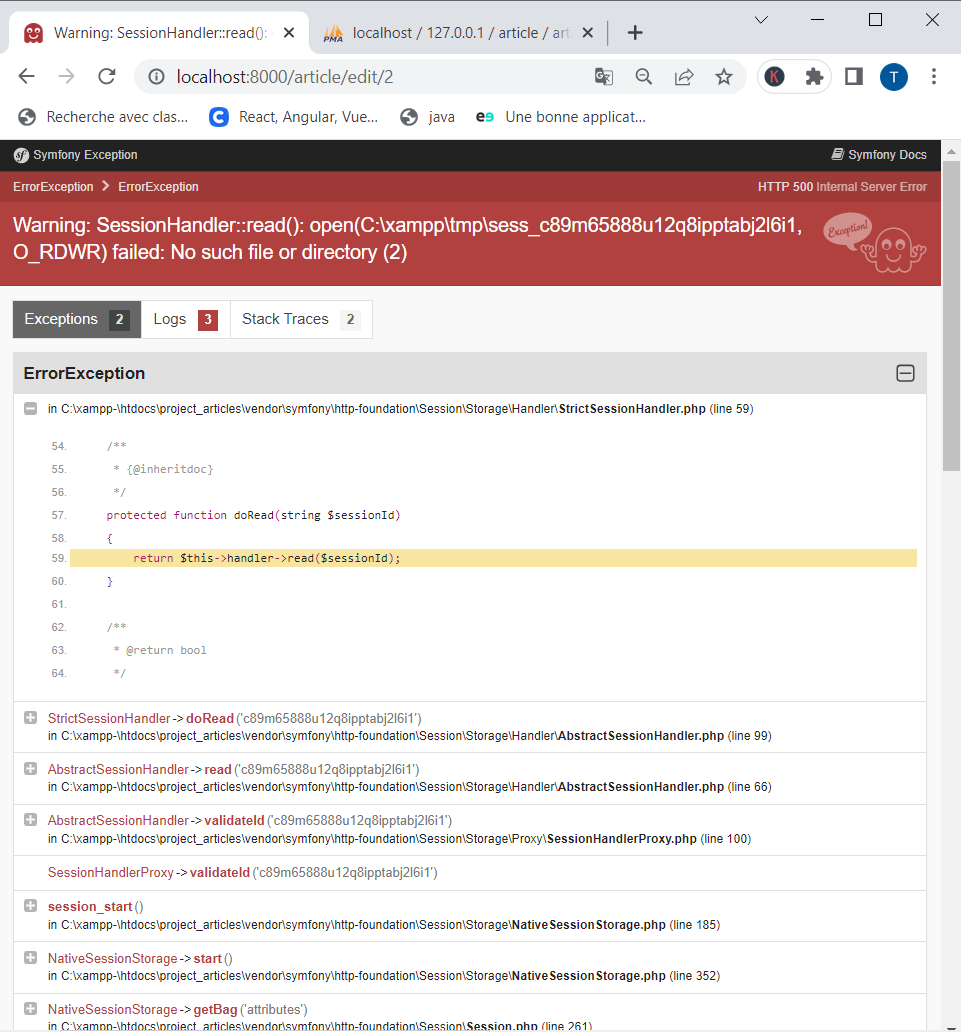 Warning: SessionHandler::read():
localhost / 127.0.0.1 / article / art
localhost:8000/article/edit/2
K
T
Recherche avec clas...
React, Angular, Vue...
java
Une bonne applicat...
Symfony Exception
Symfony Docs
ErrorException
ErrorException
HTTP 500 Internal Server Error
Warning: SessionHandler::read(): open(C:\xampp\tmp\sess_c89m65888u12q8ipptabj2l6i1,
O_RDWR) failed: No such file or directory (2)
Exception!
Exceptions 2
Logs 3
Stack Traces 2
ErrorException
in C:\xampp-\htdocs\project_articles\vendor\symfony\http-foundation\Session\Storage\Handler\StrictSessionHandler.php (line 59)
54. /**
55. * {@inheritdoc}
56. */
57. protected function doRead(string $sessionId)
58. {
59. return $this->handler->read($sessionId);
60. }
61.
62. /**
63. * @return bool
64. */
StrictSessionHandler->doRead('c89m65888u12q8ipptabj2l6i1')
in C:\xampp-\htdocs\project_articles\vendor\symfony\http-foundation\Session\Storage\Handler\AbstractSessionHandler.php (line 99)
AbstractSessionHandler->read('c89m65888u12q8ipptabj2l6i1')
in C:\xampp-\htdocs\project_articles\vendor\symfony\http-foundation\Session\Storage\Handler\AbstractSessionHandler.php (line 66)
AbstractSessionHandler->validateId('c89m65888u12q8ipptabj2l6i1')
in C:\xampp-\htdocs\project_articles\vendor\symfony\http-foundation\Session\Storage\Proxy\SessionHandlerProxy.php (line 100)
SessionHandlerProxy->validateId('c89m65888u12q8ipptabj2l6i1')
session_start()
in C:\xampp-\htdocs\project_articles\vendor\symfony\http-foundation\Session\Storage\NativeSessionStorage.php (line 185)
NativeSessionStorage->start()
in C:\xampp-\htdocs\project_articles\vendor\symfony\http-foundation\Session\Storage\NativeSessionStorage.php (line 352)
NativeSessionStorage->getBag('attributes')
in C:\xampp-\htdocs\project_articles\vendor\symfony\http-foundation\Session\Session.php (line 261)